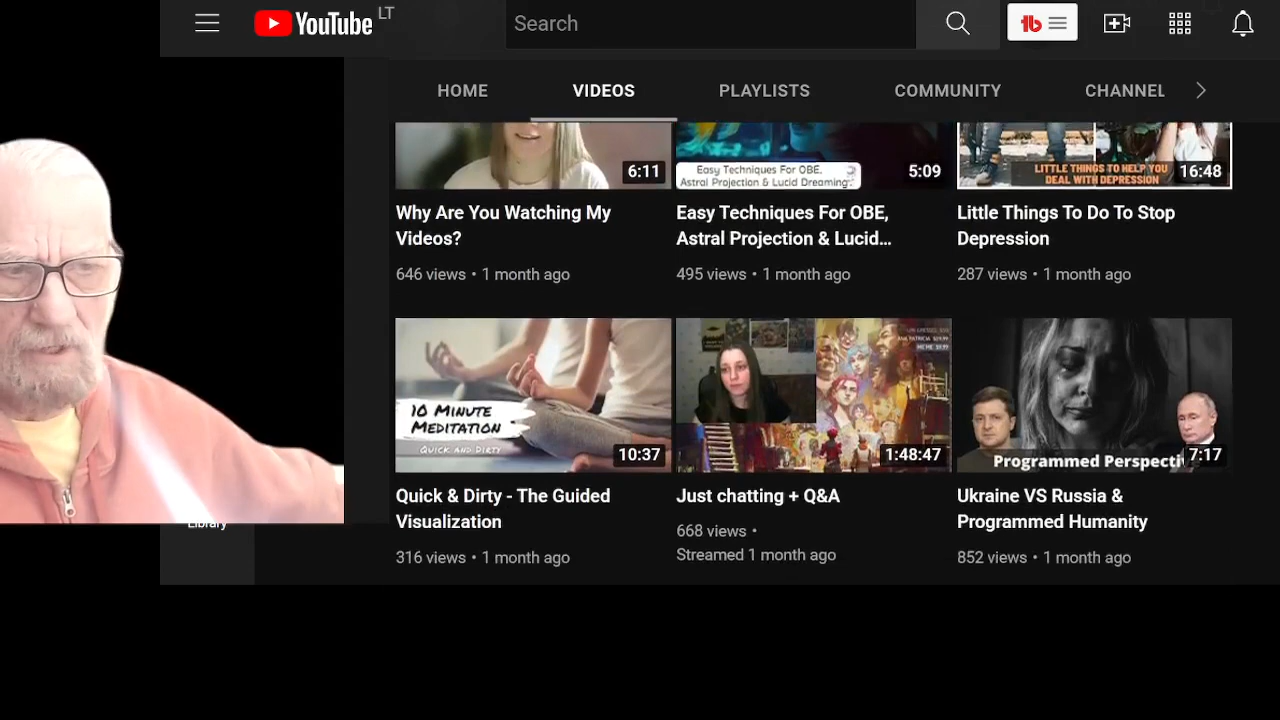 YouTube LT
Search
HOME
VIDEOS
PLAYLISTS
COMMUNITY
CHANNEL
6:11
Easy Techniques For OBE,
Astral Projection & Lucid Dreaming.
5:09
LITTLE THINGS TO HELP YOU
DEAL WITH DEPRESSION
16:48
Why Are You Watching My
Videos?
646 views • 1 month ago
Easy Techniques For OBE,
Astral Projection & Lucid...
495 views • 1 month ago
Little Things To Do To Stop
Depression
287 views • 1 month ago
10 MINUTE
MEDITATION
QUICK AND DIRTY
10:37
1:48:47
Programmed Perspecti
7:17
Quick & Dirty - The Guided
Visualization
316 views • 1 month ago
Just chatting + Q&A
668 views •
Streamed 1 month ago
Ukraine VS Russia &
Programmed Humanity
852 views • 1 month ago
Library